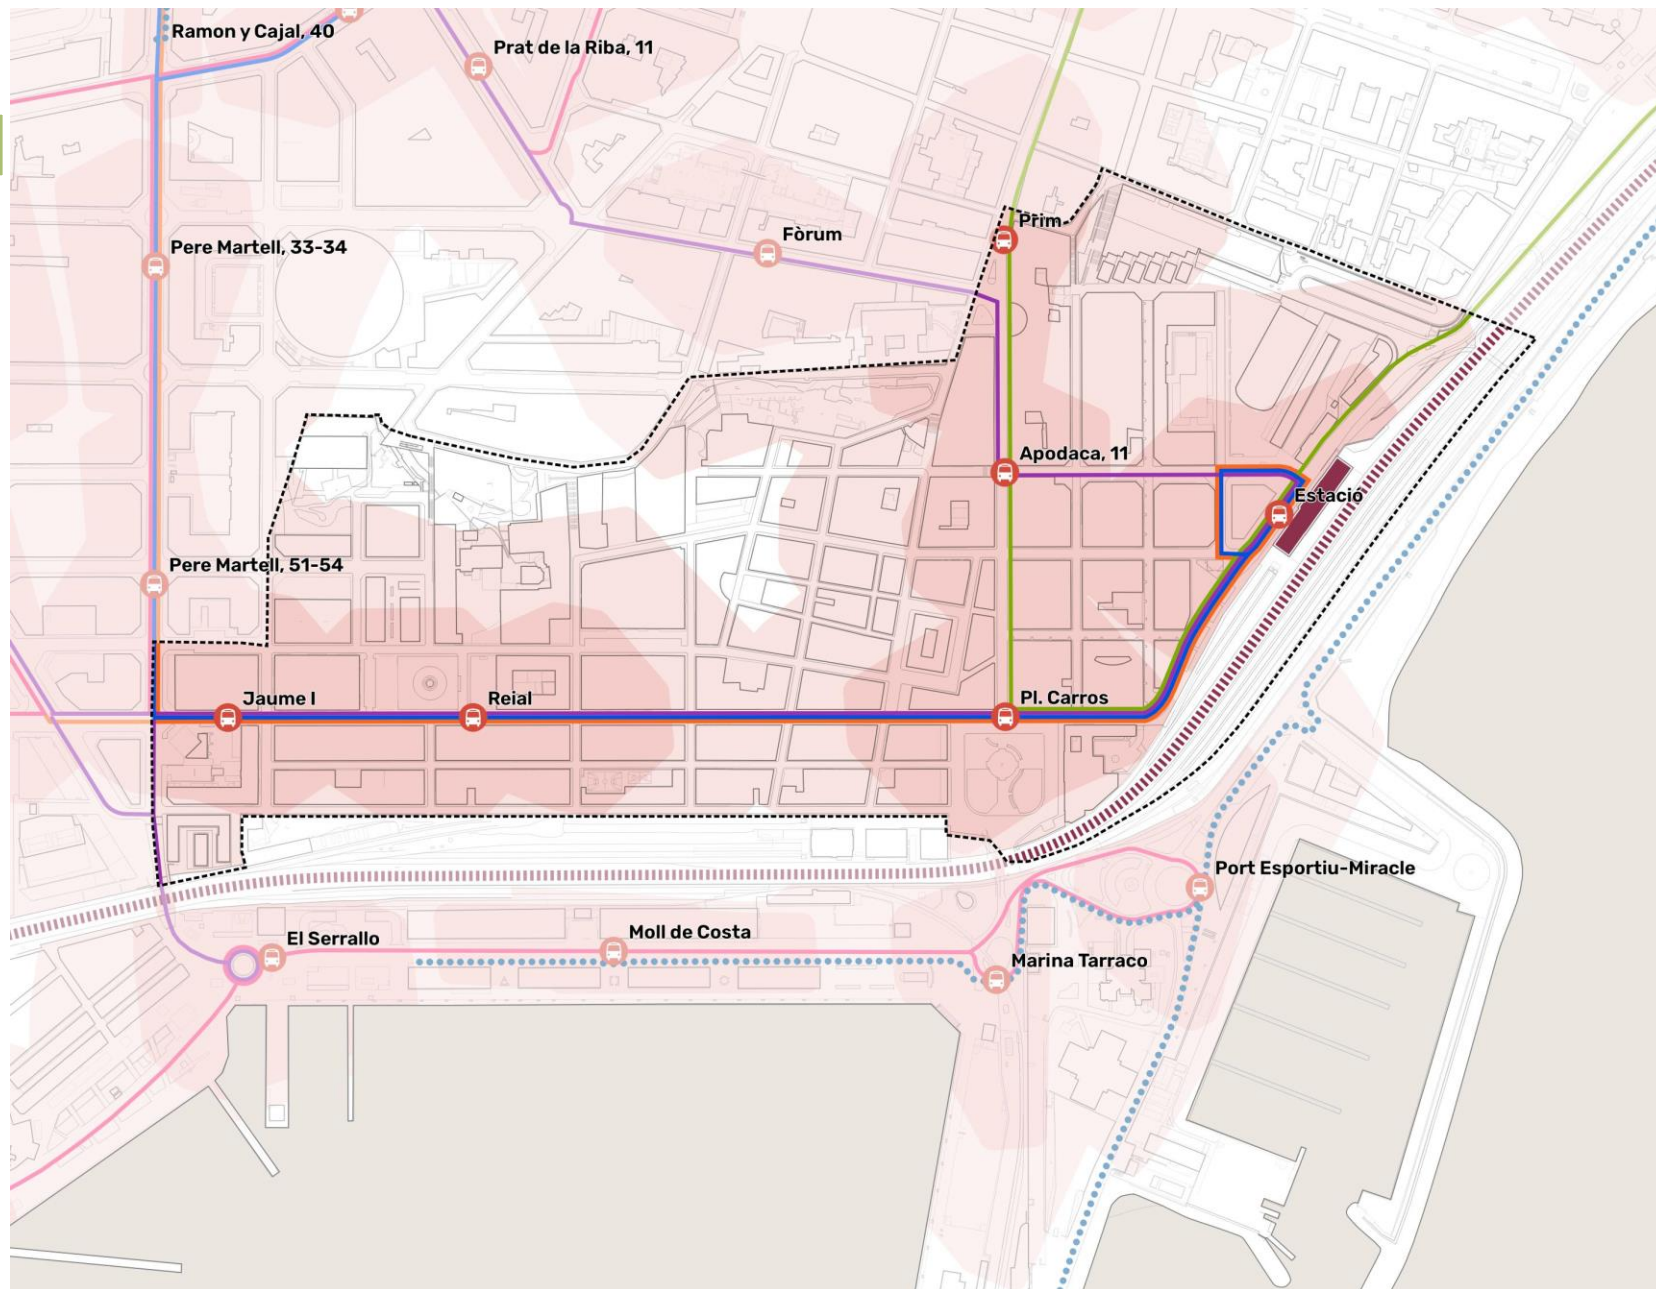 Ramon y Cajal, 40
Prat de la Riba, 11
Prim
Fòrum
Pere Martell, 33-34
Apodaca, 11
Estació
Pere Martell, 51-54
Jaume I
Reial
Pl. Carros
Port Esportiu-Miracle
El Serrallo
Moll de Costa
Marina Tarraco